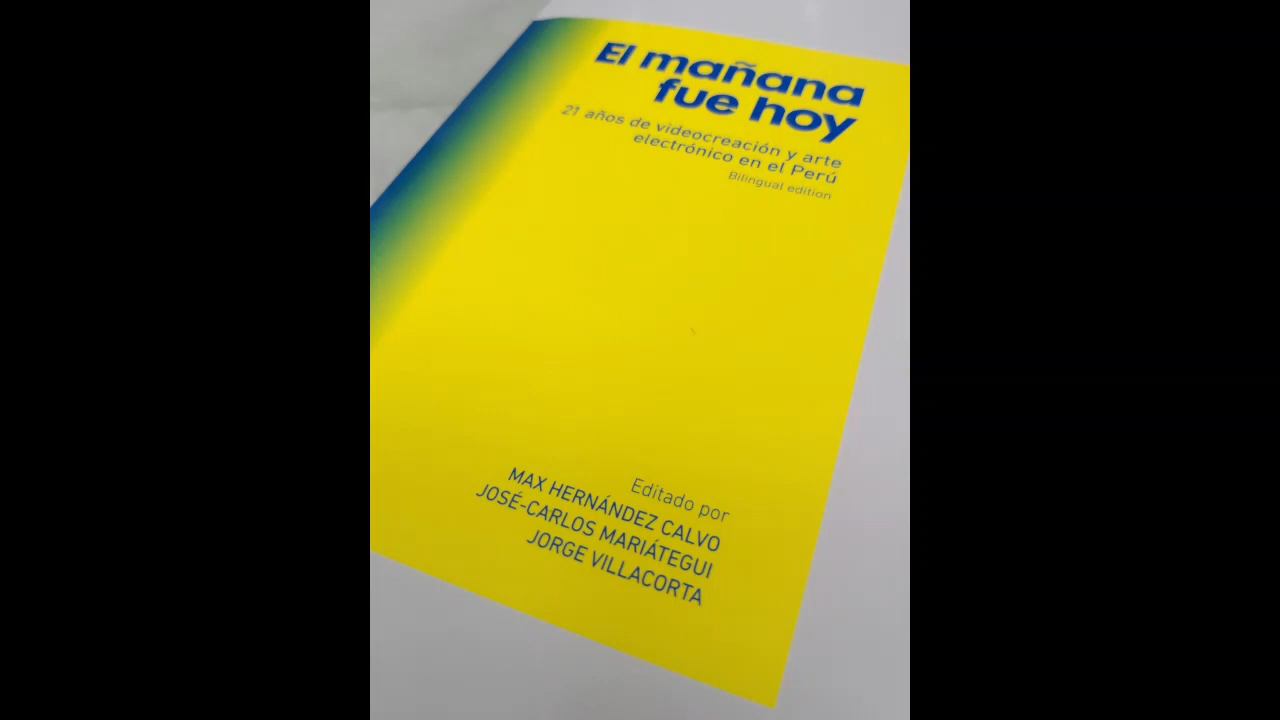 El mañana
fue hoy
21 años de videocreación y arte
electrónico en el Perú
Bilingual edition
Editado por
MAX HERNÁNDEZ CALVO
JOSÉ-CARLOS MARIÁTEGUI
JORGE VILLACORTA